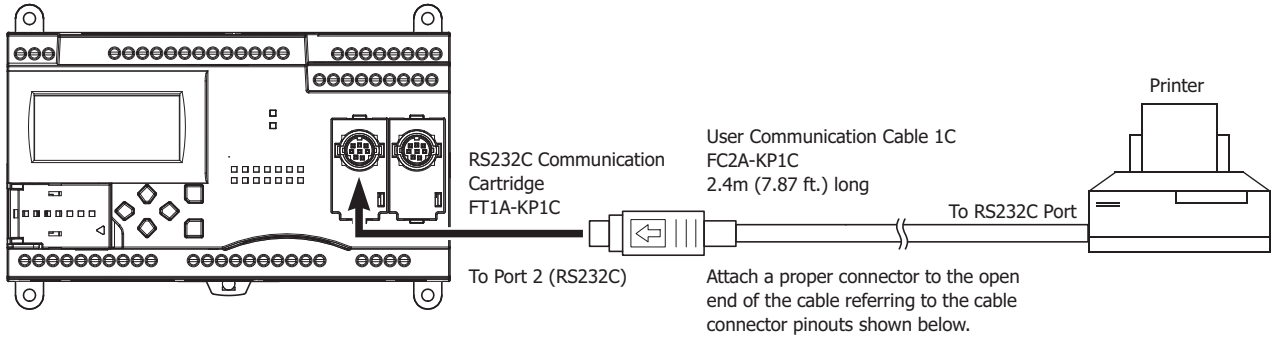 Printer
RS232C Communication
Cartridge
FT1A-KP1C
User Communication Cable 1C
FC2A-KP1C
2.4m (7.87 ft.) long
To RS232C Port
To Port 2 (RS232C)
Attach a proper connector to the open
end of the cable referring to the cable
connector pinouts shown below.